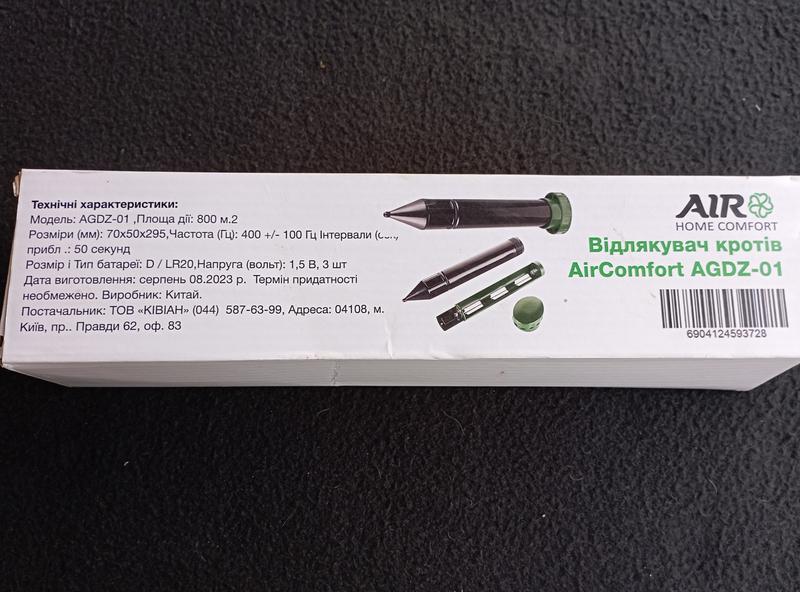 Технічні характеристики:
Модель: AGDZ-01 ,Площа дії: 800 м.2
Розміри (мм): 70x50x295,Частота (Гц): 400 +/- 100 Гц Інтервали
прибл .: 50 секунд
Розмір і Тип батареї: D / LR20,Напруга (вольт): 1,5 В, 3 шт
Дата виготовлення: серпень 08.2023 р. Термін придатності
необмежено. Виробник: Китай.
Постачальник: ТОВ «КІВІАН» (044) 587-63-99, Адреса: 04108, м.
Київ, пр.. Правди 62, оф. 83
AIR
HOME COMFORT
Відлякувач кротів
AirComfort AGDZ-01
6904124593728